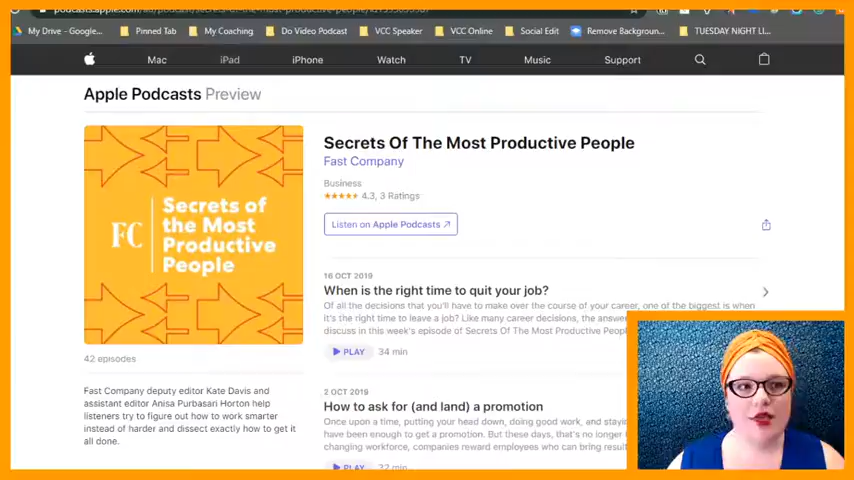 My Drive - Google...
Pinned Tab
My Coaching
Do Video Podcast
VCC Speaker
VCC Online
Social Edit
Remove Backgroun...
TUESDAY NIGHT LI...
Mac
iPad
iPhone
Watch
TV
Music
Support
Apple Podcasts Preview
FC
Secrets of
the Most
Productive
People
42 episodes
Fast Company deputy editor Kate Davis and
assistant editor Anisa Purbasari Horton help
listeners try to figure out how to work smarter
instead of harder and dissect exactly how to get it
all done.
Secrets Of The Most Productive People
Fast Company
Business
★★★★★ 4.3, 3 Ratings
Listen on Apple Podcasts ↗
16 OCT 2019
When is the right time to quit your job?
Of all the decisions that you'll have to make over the course of your career, one of the biggest is when
it's the right time to leave a job? Like many career decisions, the answe
discuss in this week's episode of Secrets Of The Most Productive Peopl
PLAY 34 min
2 OCT 2019
How to ask for (and land) a promotion
Once upon a time, putting your head down, doing good work, and stayin
have been enough to get a promotion. But these days, that's no longer
changing workforce, companies reward employees who can bring resul
PLAY 32 min